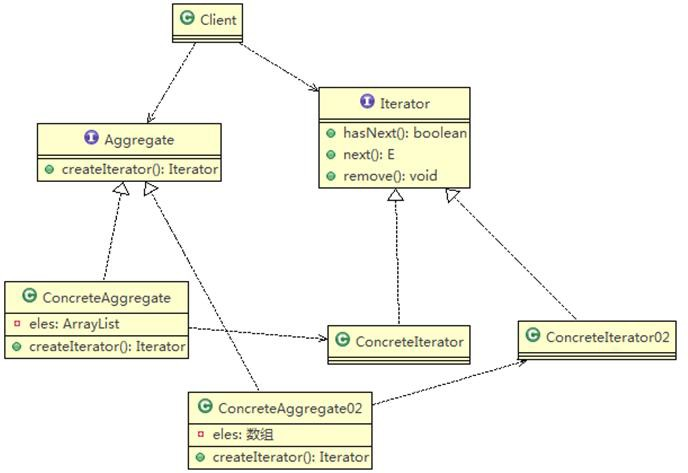 Client
Iterator
hasNext(): boolean
next(): E
remove(): void
Aggregate
createIterator(): Iterator
ConcreteAggregate
eles: ArrayList
createIterator(): Iterator
ConcreteIterator
ConcreteIterator02
ConcreteAggregate02
eles: 数组
createIterator(): Iterator